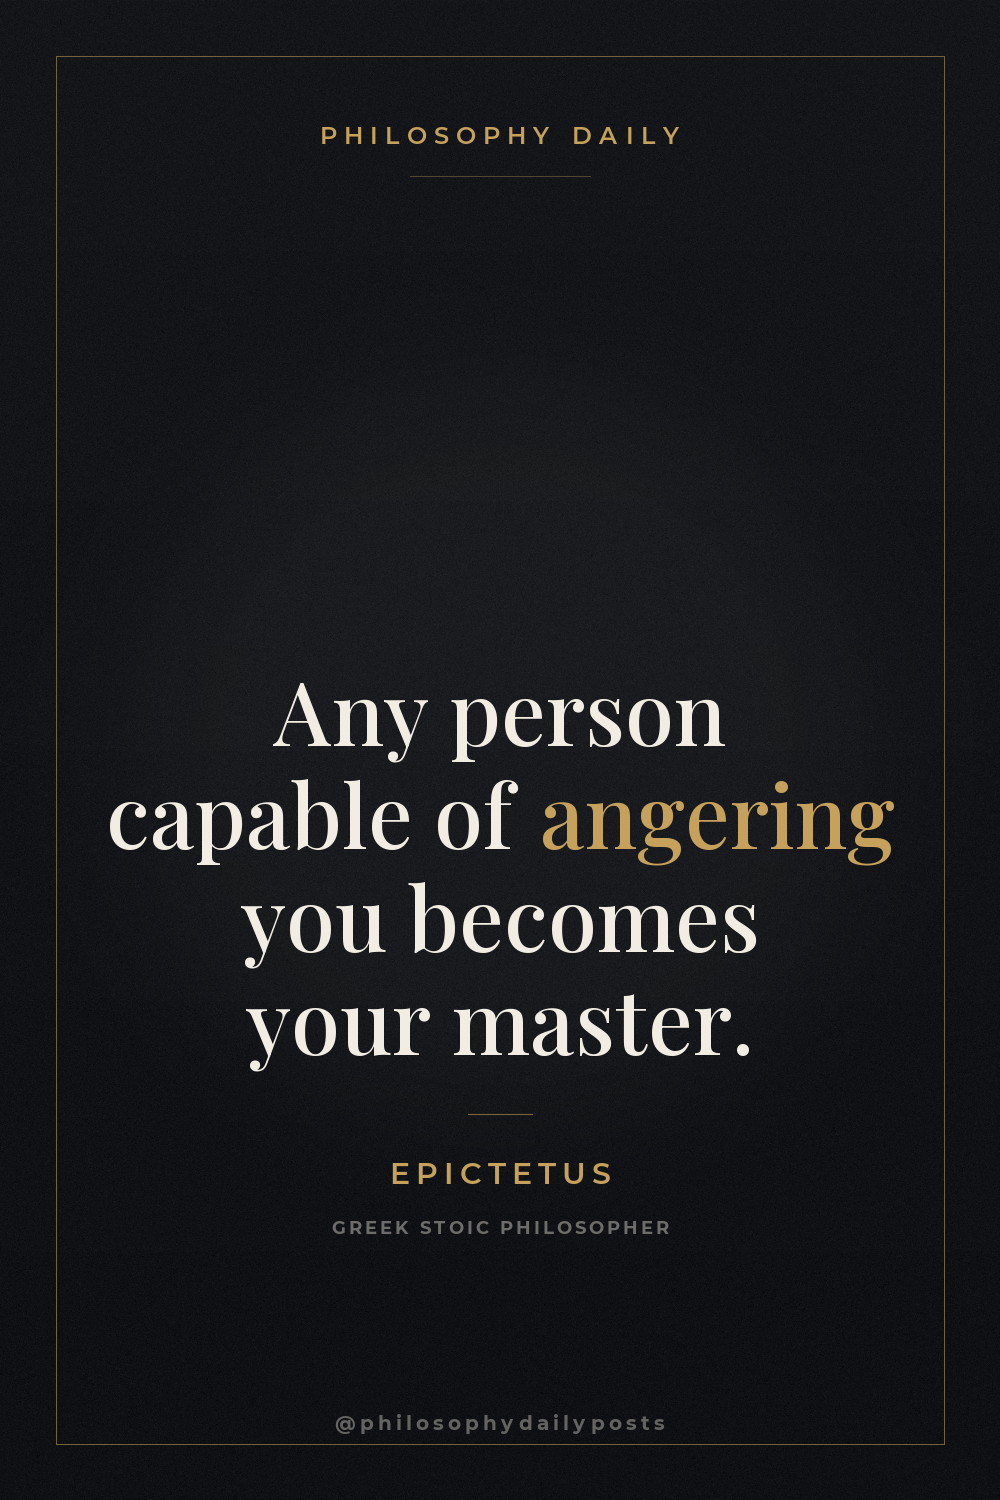 PHILOSOPHY DAILY
Any person
capable of angering
you becomes
your master.
EPICTETUS
GREEK STOIC PHILOSOPHER
@philosophydailyposts